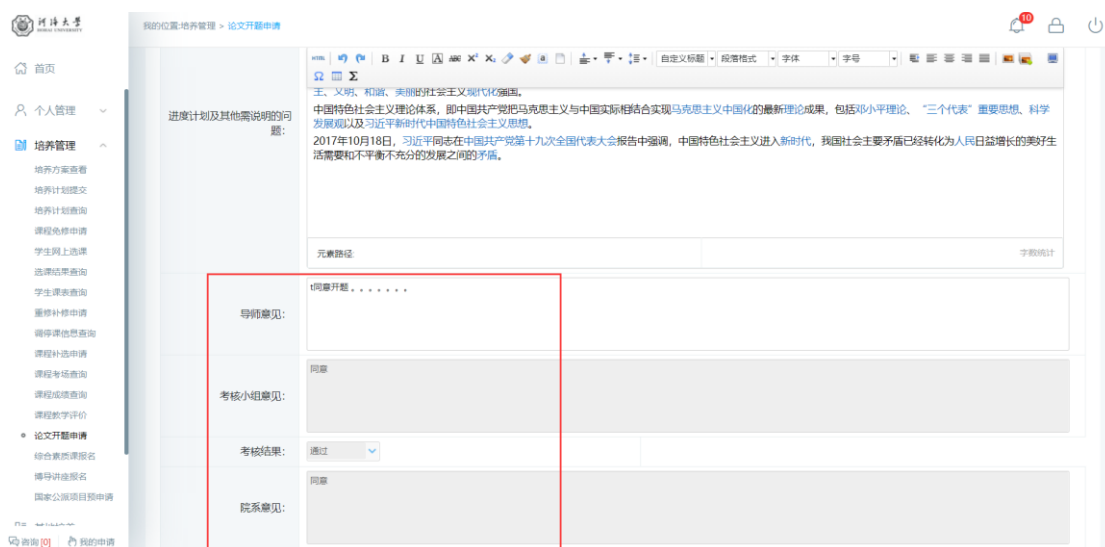 河海大学
HOHAI UNIVERSITY
我的位置:培养管理 > 论文开题申请
10
首页
个人管理
培养管理
培养方案查看
培养计划提交
培养计划查询
课程免修申请
学生网上选课
选课结果查询
学生课表查询
重修补修申请
调停课信息查询
课程补选申请
课程考场查询
课程成绩查询
课程教学评价
论文开题申请
综合素质课报名
博导讲座报名
国家公派项目预申请
咨询 [0] 我的申请
HTML B I U A ABC X² X₂ a 自定义标题 段落格式 字体 字号
Ω Σ
进度计划及其他需说明的问题:
主、文明、和谐、美丽的社会主义现代化强国。
中国特色社会主义理论体系，即中国共产党把马克思主义与中国实际相结合实现马克思主义中国化的最新理论成果，包括邓小平理论、“三个代表”重要思想、科学
发展观以及习近平新时代中国特色社会主义思想。
2017年10月18日，习近平同志在中国共产党第十九次全国代表大会报告中强调，中国特色社会主义进入新时代，我国社会主要矛盾已经转化为人民日益增长的美好生
活需要和不平衡不充分的发展之间的矛盾。
元素路径: 字数统计
导师意见:
t同意开题。。。。。。。
考核小组意见:
同意
考核结果:
通过
院系意见:
同意